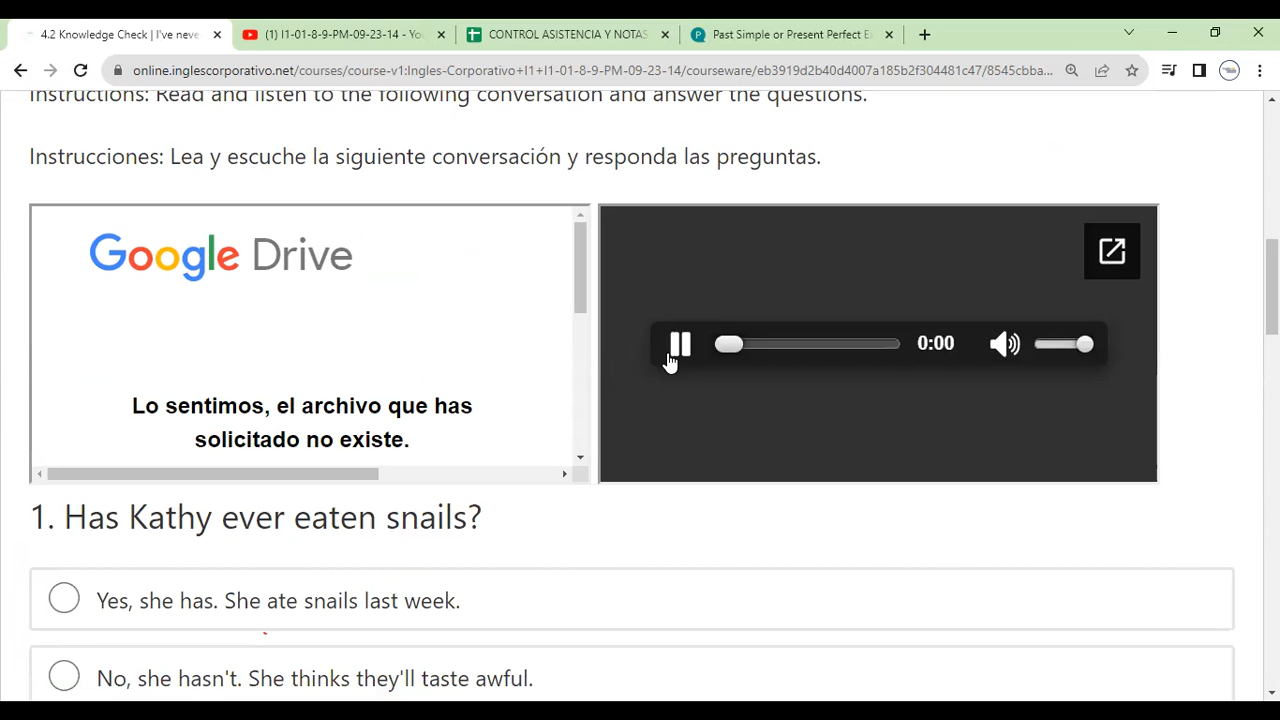 4.2 Knowledge Check | I've neve
(1) I1-01-8-9-PM-09-23-14 - You
CONTROL ASISTENCIA Y NOTAS
Past Simple or Present Perfect Ex
online.inglescorporativo.net/courses/course-v1:Ingles-Corporativo+I1+I1-01-8-9-PM-09-23-14/courseware/eb3919d2b40d4007a185b2f304481c47/8545cbba...
Instructions: Read and listen to the following conversation and answer the questions.
Instrucciones: Lea y escuche la siguiente conversación y responda las preguntas.
Google Drive
0:00
Lo sentimos, el archivo que has
solicitado no existe.
1. Has Kathy ever eaten snails?
Yes, she has. She ate snails last week.
No, she hasn't. She thinks they'll taste awful.